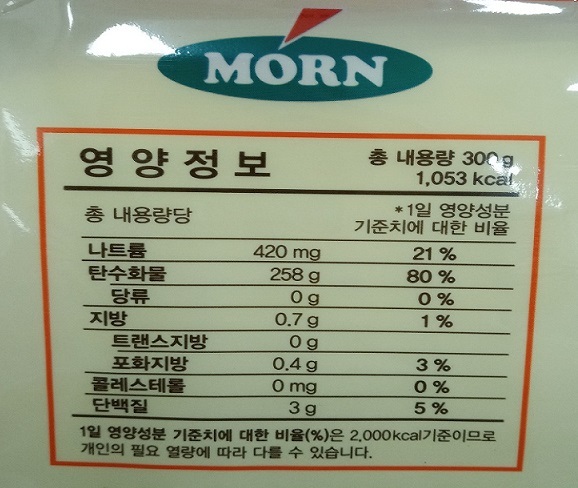 MORN
영양정보
총 내용량 300 g
1,053 kcal
총 내용량당
*1일 영양성분
기준치에 대한 비율
나트륨 420 mg 21 %
탄수화물 258 g 80 %
당류 0 g 0 %
지방 0.7 g 1 %
트랜스지방 0 g
포화지방 0.4 g 3 %
콜레스테롤 0 mg 0 %
단백질 3 g 5 %
1일 영양성분 기준치에 대한 비율(%)은 2,000kcal기준이므로
개인의 필요 열량에 따라 다를 수 있습니다.